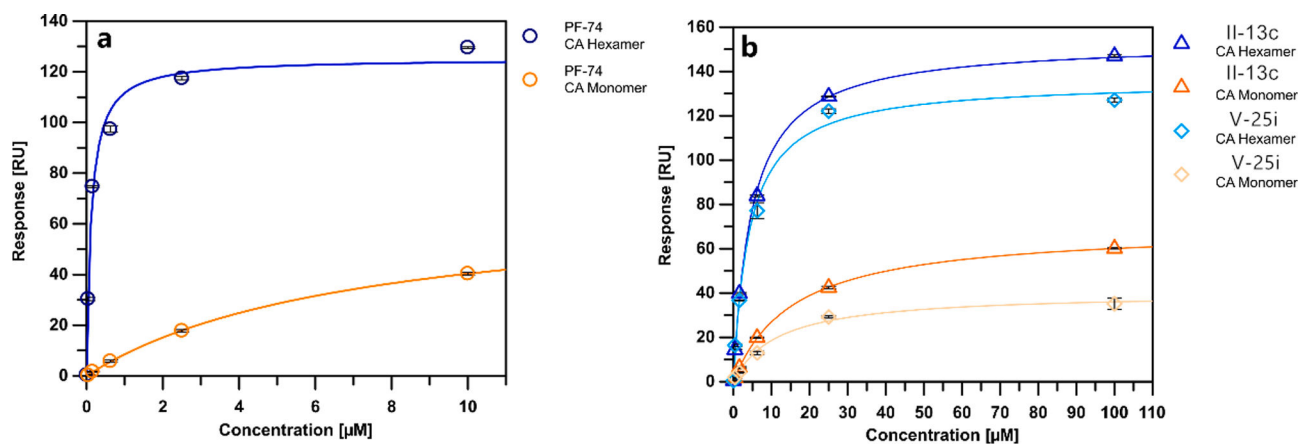 a
140
120
100
80
60
40
20
0
0 2 4 6 8 10
Response [RU]
Concentration [µM]
PF-74
CA Hexamer
PF-74
CA Monomer
b
160
140
120
100
80
60
40
20
0
0 10 20 30 40 50 60 70 80 90 100 110
Response [RU]
Concentration [µM]
II-13c
CA Hexamer
II-13c
CA Monomer
V-25i
CA Hexamer
V-25i
CA Monomer